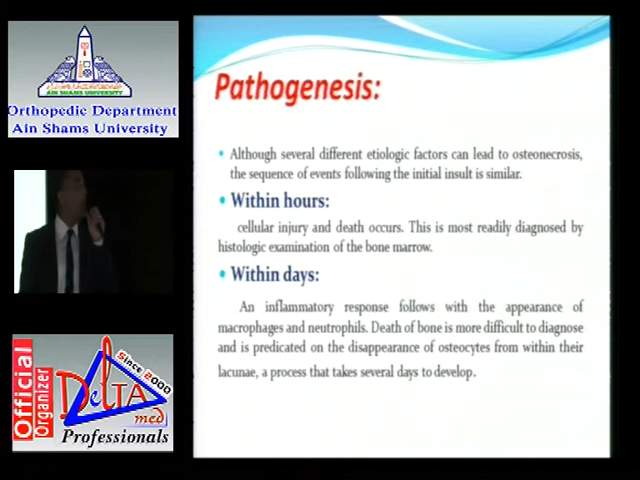 AIN SHAMS UNIVERSITY
Orthopedic Department
Ain Shams University
Official
Organizer
Since 2000
DeltA
med
Professionals
Pathogenesis:
• Although several different etiologic factors can lead to osteonecrosis,
the sequence of events following the initial insult is similar.
• Within hours:
cellular injury and death occurs. This is most readily diagnosed by
histologic examination of the bone marrow.
• Within days:
An inflammatory response follows with the appearance of
macrophages and neutrophils. Death of bone is more difficult to diagnose
and is predicated on the disappearance of osteocytes from within their
lacunae, a process that takes several days to develop.